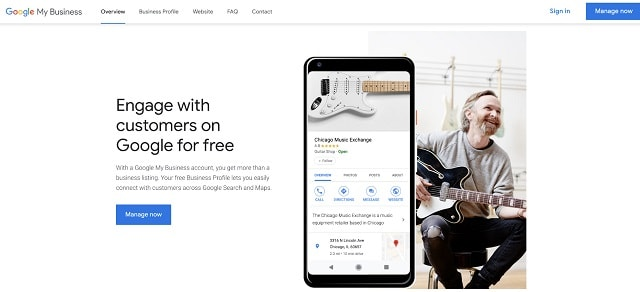 Google My Business
Overview
Business Profile
Website
FAQ
Contact
Sign in
Manage now
Engage with
customers on
Google for free
With a Google My Business account, you get more than a
business listing. Your free Business Profile lets you easily
connect with customers across Google Search and Maps.
Manage now
Chicago Music Exchange
4.8
Guitar Shop · Open
+ Follow
OVERVIEW
PHOTOS
POSTS
ABOUT
CALL
DIRECTIONS
MESSAGE
WEBSITE
The Chicago Music Exchange is a music
equipment retailer based in Chicago
3316 N Lincoln Ave
Chicago, IL 60657